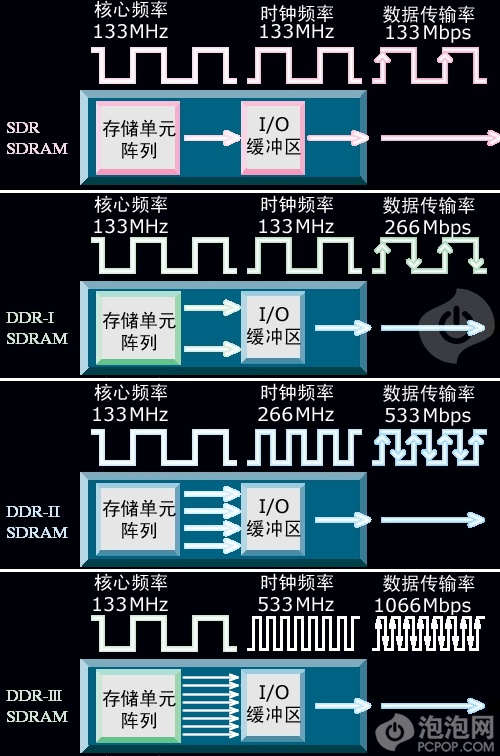 核心频率 时钟频率 数据传输率
133MHz 133MHz 133Mbps
SDR
SDRAM
存储单元
阵列
I/O
缓冲区
核心频率 时钟频率 数据传输率
133MHz 133MHz 266Mbps
DDR-I
SDRAM
存储单元
阵列
I/O
缓冲区
核心频率 时钟频率 数据传输率
133MHz 266MHz 533Mbps
DDR-II
SDRAM
存储单元
阵列
I/O
缓冲区
核心频率 时钟频率 数据传输率
133MHz 533MHz 1066Mbps
DDR-III
SDRAM
存储单元
阵列
I/O
缓冲区
泡泡网
PCPOP.COM